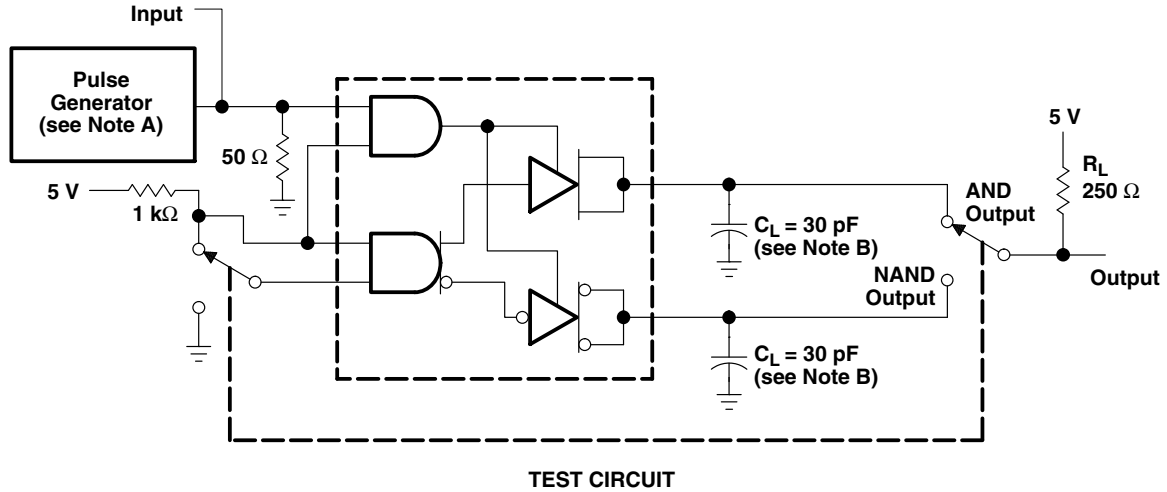 Input
Pulse
Generator
(see Note A)
50 Ω
5 V
1 kΩ
C_L = 30 pF
(see Note B)
C_L = 30 pF
(see Note B)
AND
Output
NAND
Output
5 V
R_L
250 Ω
Output
TEST CIRCUIT